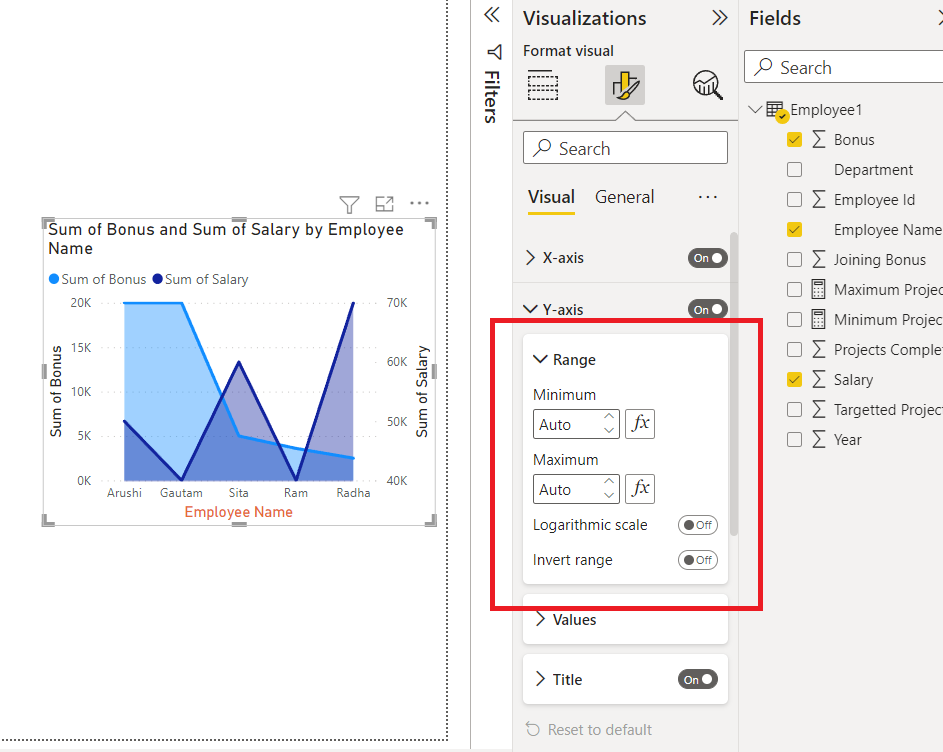 Sum of Bonus and Sum of Salary by Employee
Name
Sum of Bonus Sum of Salary
20K
15K
10K
5K
0K
Sum of Bonus
70K
60K
50K
40K
Sum of Salary
Arushi Gautam Sita Ram Radha
Employee Name
Filters
Visualizations
Format visual
Search
Visual General
X-axis On
Y-axis On
Range
Minimum
Auto fx
Maximum
Auto fx
Logarithmic scale Off
Invert range Off
Values
Title On
Reset to default
Fields
Search
Employee1
Σ Bonus
Department
Σ Employee Id
Employee Name
Σ Joining Bonus
Maximum Projec
Minimum Projec
Σ Projects Complet
Σ Salary
Σ Targetted Project
Σ Year